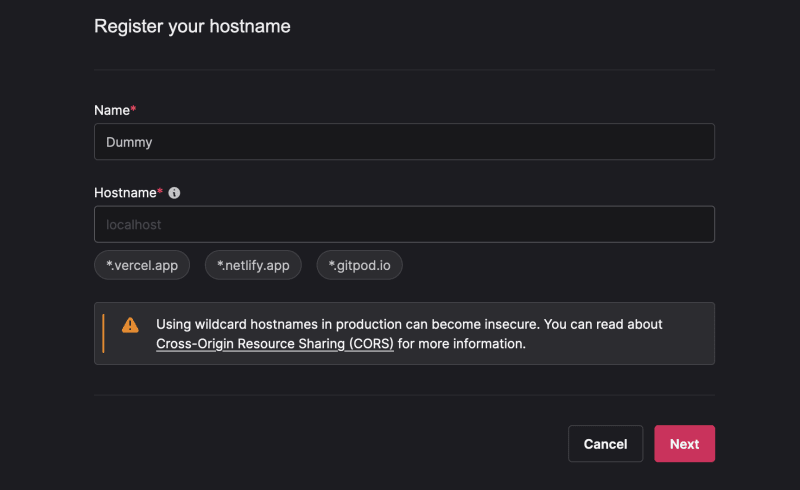 Register your hostname
Name*
Dummy
Hostname*
localhost
*.vercel.app *.netlify.app *.gitpod.io
Using wildcard hostnames in production can become insecure. You can read about
Cross-Origin Resource Sharing (CORS) for more information.
Cancel Next